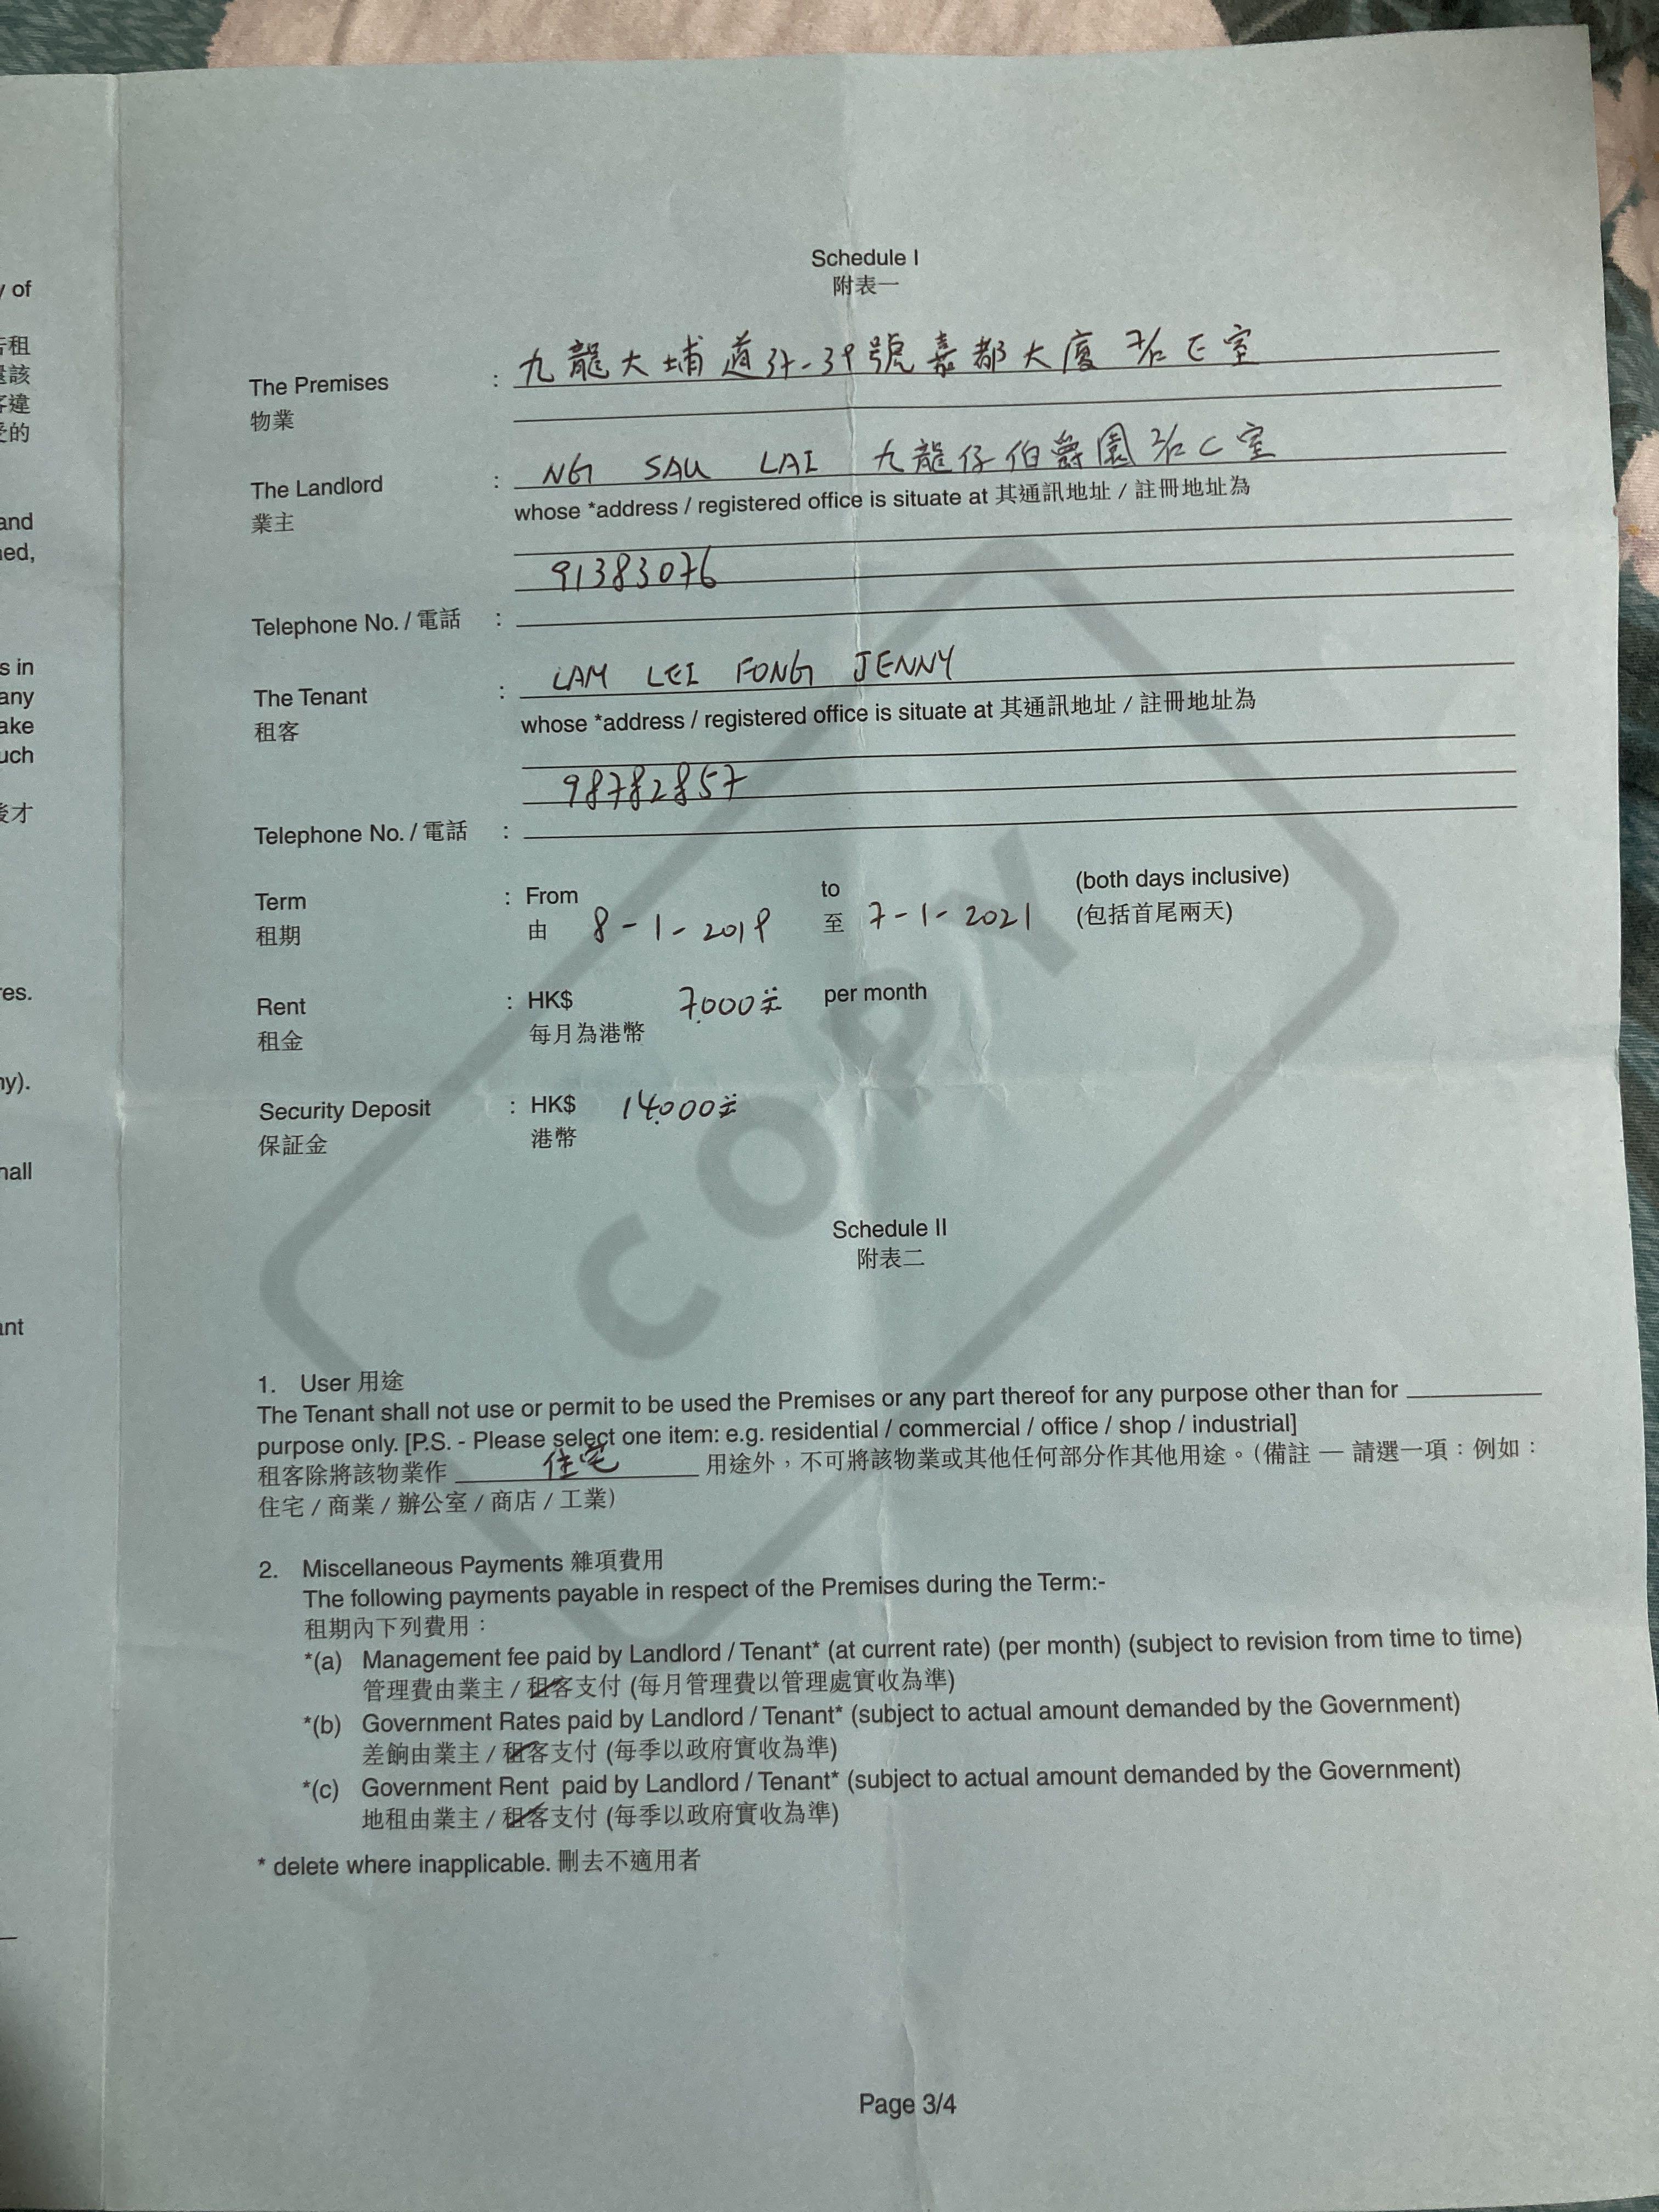 y of
告租
and
ned,
s in
any
ake
uch
後才
res.
ny).
hall
ant
Schedule I
附表一
The Premises : 九龍大埔道37-39號嘉都大廈 7/C E室
物業
The Landlord : NG SAU LAI 九龍仔伯爵園 2/C C室
業主
whose *address / registered office is situate at 其通訊地址 / 註冊地址為
91383076
Telephone No. / 電話 :
The Tenant : LAM LEI FONG JENNY
租客
whose *address / registered office is situate at 其通訊地址 / 註冊地址為
98782857
Telephone No. / 電話 :
Term : From to (both days inclusive)
租期 由 8-1-2019 至 7-1-2021 (包括首尾兩天)
Rent : HK$ 7,000元 per month
租金 每月為港幣
Security Deposit : HK$ 14,000元
保証金 港幣
COPY
Schedule II
附表二
1. User 用途
The Tenant shall not use or permit to be used the Premises or any part thereof for any purpose other than for
purpose only. [P.S. - Please select one item: e.g. residential / commercial / office / shop / industrial]
租客除將該物業作 住宅 用途外，不可將該物業或其他任何部分作其他用途。（備註 — 請選一項：例如：
住宅 / 商業 / 辦公室 / 商店 / 工業）
2. Miscellaneous Payments 雜項費用
The following payments payable in respect of the Premises during the Term:-
租期內下列費用：
*(a) Management fee paid by Landlord / Tenant* (at current rate) (per month) (subject to revision from time to time)
管理費由業主 / 租客支付 (每月管理費以管理處實收為準)
*(b) Government Rates paid by Landlord / Tenant* (subject to actual amount demanded by the Government)
差餉由業主 / 租客支付 (每季以政府實收為準)
*(c) Government Rent paid by Landlord / Tenant* (subject to actual amount demanded by the Government)
地租由業主 / 租客支付 (每季以政府實收為準)
* delete where inapplicable. 刪去不適用者
Page 3/4